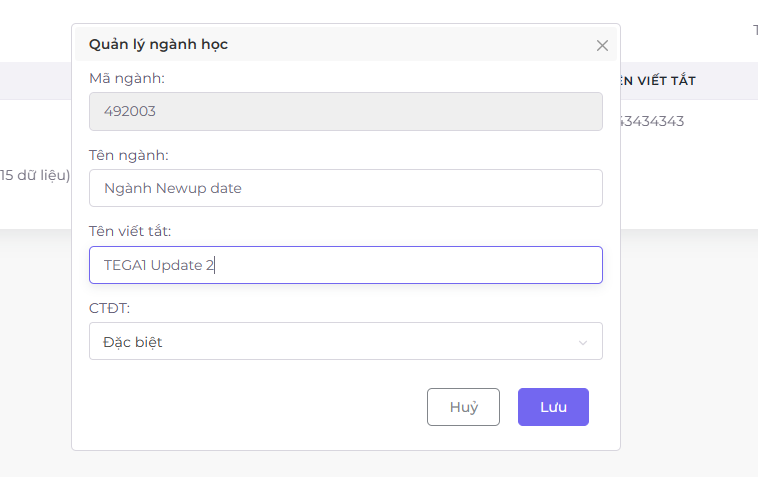 Quản lý ngành học
Mã ngành:
ÊN VIẾT TẮT
492003
43434343
Tên ngành:
15 dữ liệu)
Ngành Newup date
Tên viết tắt:
TEGA1 Update 2
CTĐT:
Đặc biệt
Huỷ
Lưu